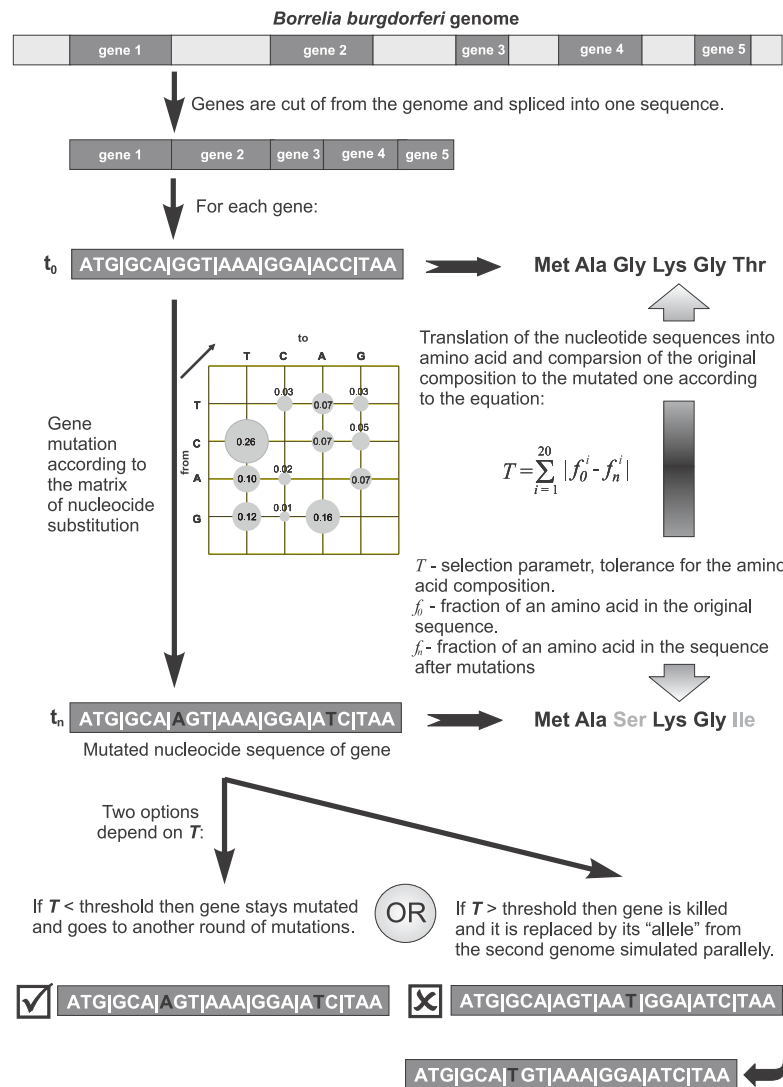 Borrelia burgdorferi genome
gene 1 gene 2 gene 3 gene 4 gene 5
Genes are cut of from the genome and spliced into one sequence.
gene 1 gene 2 gene 3 gene 4 gene 5
For each gene:
t0 ATG|GCA|GGT|AAA|GGA|ACC|TAA
Met Ala Gly Lys Gly Thr
Gene
mutation
according to
the matrix
of nucleocide
substitution
to
T C A G
from
T 0.03 0.07 0.03
C 0.26 0.07 0.05
A 0.10 0.02 0.07
G 0.12 0.01 0.16
Translation of the nucleotide sequences into
amino acid and comparsion of the original
composition to the mutated one according
to the equation:
T = 20 ∑ i = 1 |f0^i - fn^i|
T - selection parametr, tolerance for the amino
acid composition.
f0 - fraction of an amino acid in the original
sequence.
fn - fraction of an amino acid in the sequence
after mutations
tn ATG|GCA|AGT|AAA|GGA|ATC|TAA
Met Ala Ser Lys Gly Ile
Mutated nucleocide sequence of gene
Two options
depend on T:
If T < threshold then gene stays mutated
and goes to another round of mutations.
OR
If T > threshold then gene is killed
and it is replaced by its “allele” from
the second genome simulated parallely.
ATG|GCA|AGT|AAA|GGA|ATC|TAA
ATG|GCA|AGT|AAT|GGA|ATC|TAA
ATG|GCA|TGT|AAA|GGA|ATC|TAA